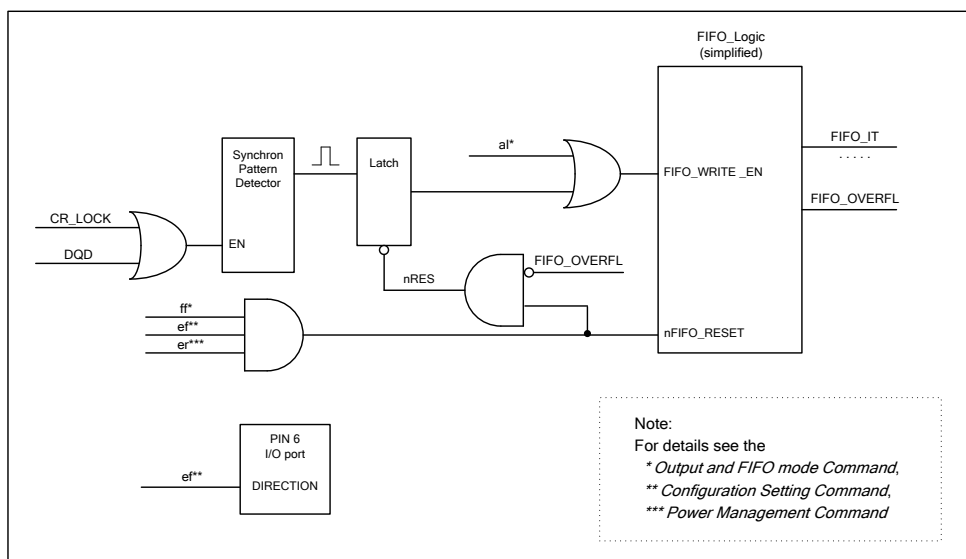 FIFO_Logic
(simplified)
FIFO_IT
.....
FIFO_OVERFL
al*
FIFO_WRITE _EN
Synchron
Pattern
Detector
Latch
CR_LOCK
DQD
EN
FIFO_OVERFL
nRES
ff*
ef**
er***
nFIFO_RESET
PIN 6
I/O port
ef**
DIRECTION
Note:
For details see the
* Output and FIFO mode Command,
** Configuration Setting Command,
*** Power Management Command